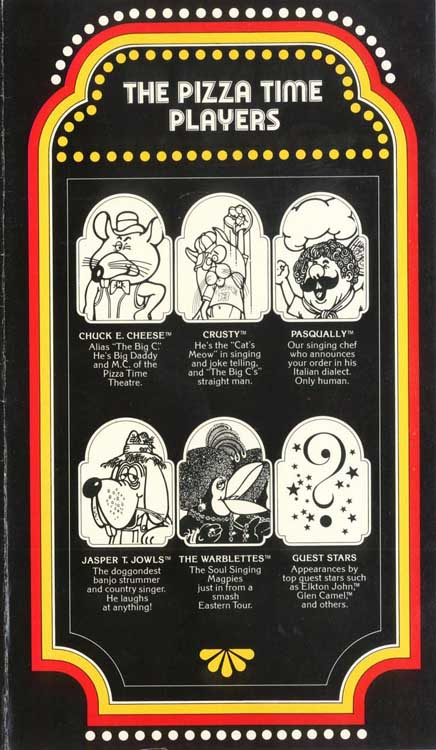 THE PIZZA TIME
PLAYERS
CHUCK E. CHEESE™
Alias "The Big C."
He's Big Daddy
and M.C. of the
Pizza Time
Theatre.
CRUSTY™
He's the "Cat's
Meow" in singing
and joke telling,
and "The Big C's"
straight man.
PASQUALLY™
Our singing chef
who announces
your order in his
Italian dialect.
Only human.
JASPER T. JOWLS™
The doggondest
banjo strummer
and country singer.
He laughs
at anything!
THE WARBLETTES™
The Soul Singing
Magpies
just in from a
smash
Eastern Tour.
GUEST STARS
Appearances by
top guest stars such
as Elkton John,™
Glen Camel,™
and others.